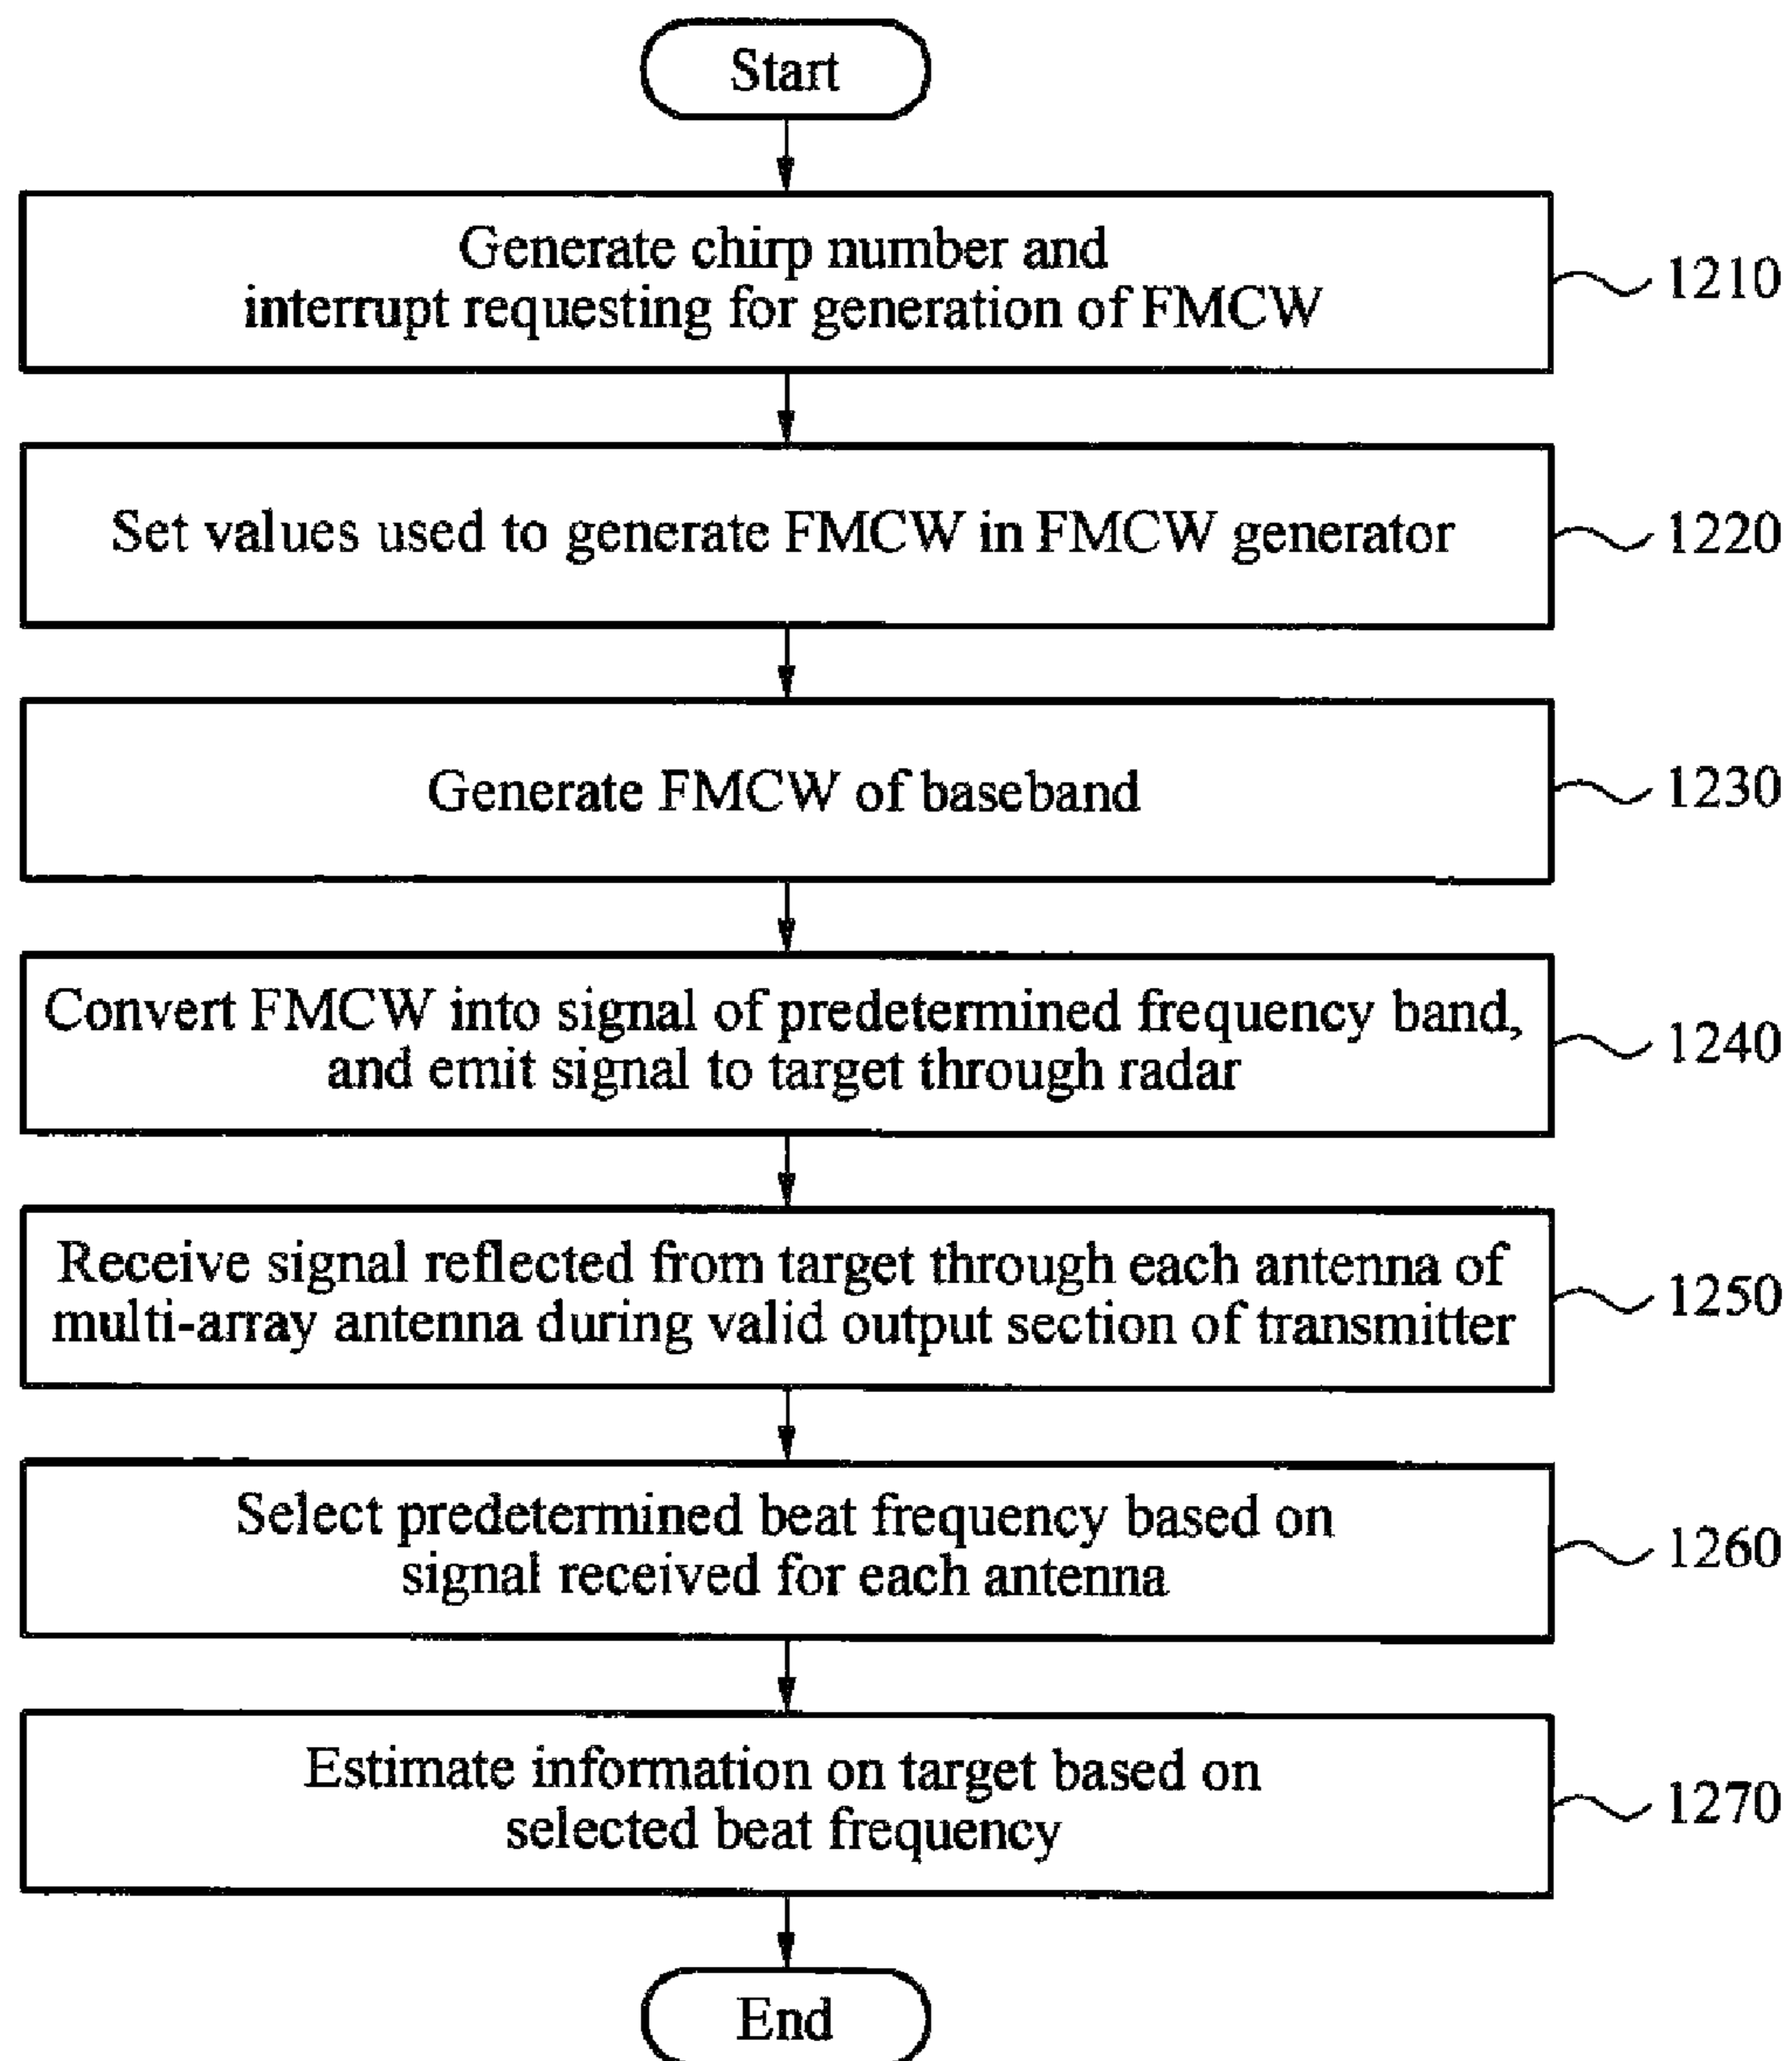 Start
Generate chirp number and
interrupt requesting for generation of FMCW
1210
Set values used to generate FMCW in FMCW generator
1220
Generate FMCW of baseband
1230
Convert FMCW into signal of predetermined frequency band,
and emit signal to target through radar
1240
Receive signal reflected from target through each antenna of
multi-array antenna during valid output section of transmitter
1250
Select predetermined beat frequency based on
signal received for each antenna
1260
Estimate information on target based on
selected beat frequency
1270
End